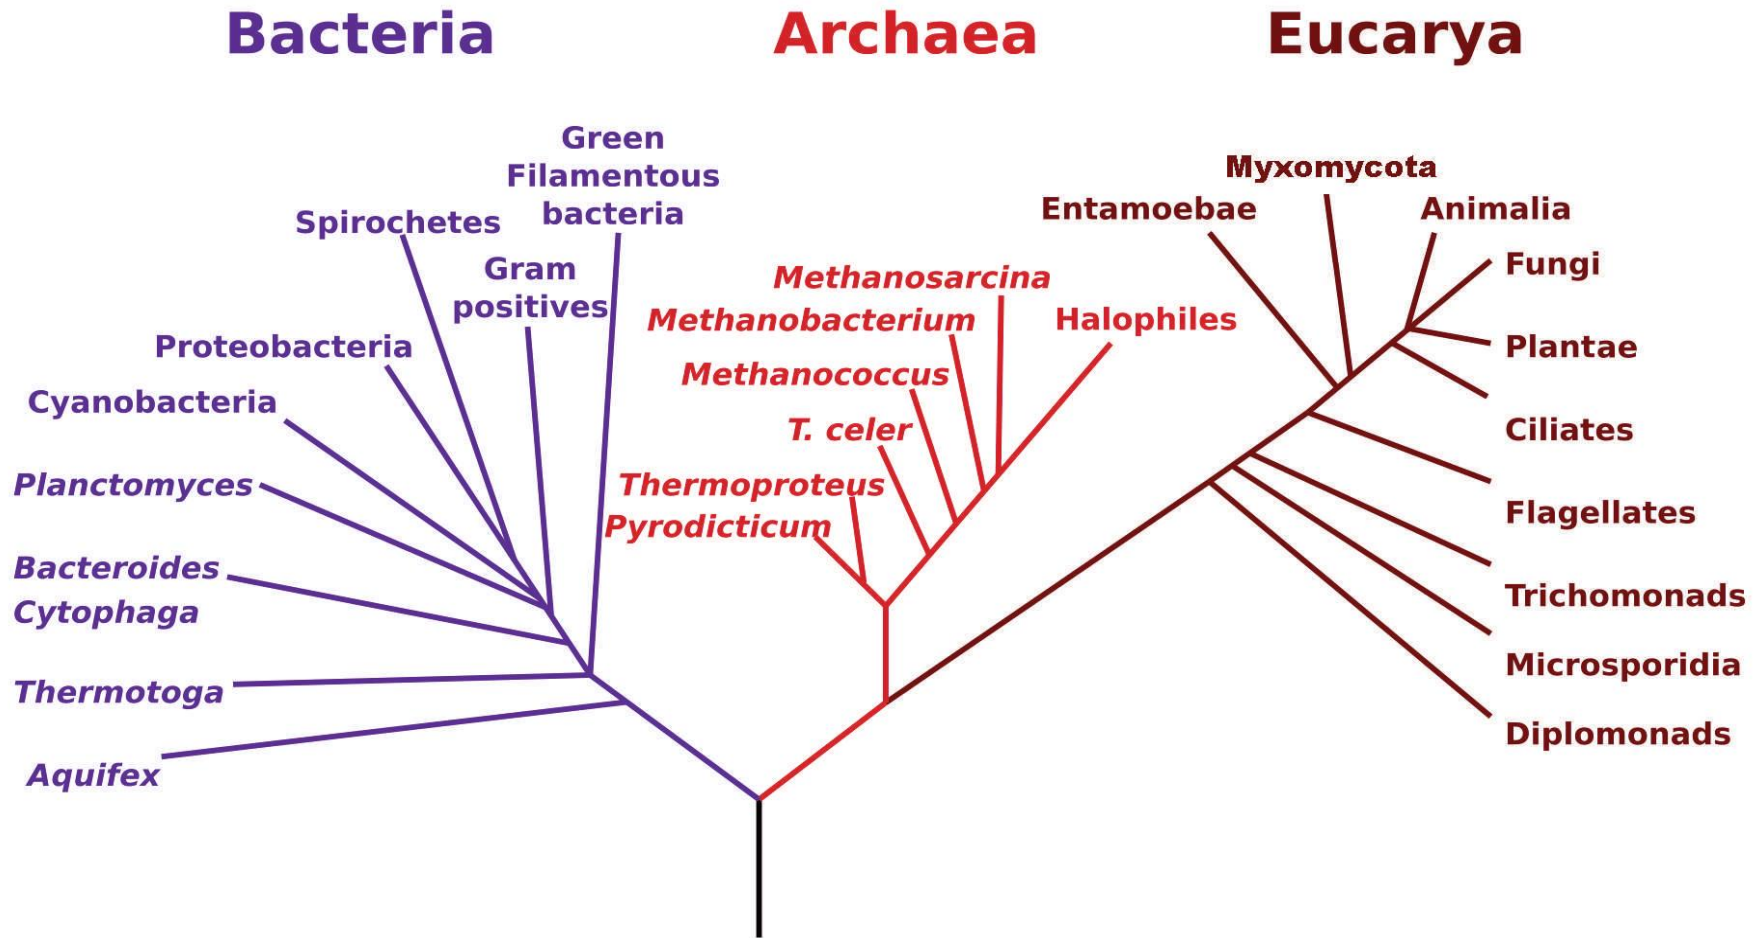 Bacteria
Archaea
Eucarya
Green
Filamentous
bacteria
Spirochetes
Gram
positives
Proteobacteria
Cyanobacteria
Planctomyces
Bacteroides
Cytophaga
Thermotoga
Aquifex
Methanosarcina
Methanobacterium
Halophiles
Methanococcus
T. celer
Thermoproteus
Pyrodicticum
Myxomycota
Entamoebae
Animalia
Fungi
Plantae
Ciliates
Flagellates
Trichomonads
Microsporidia
Diplomonads